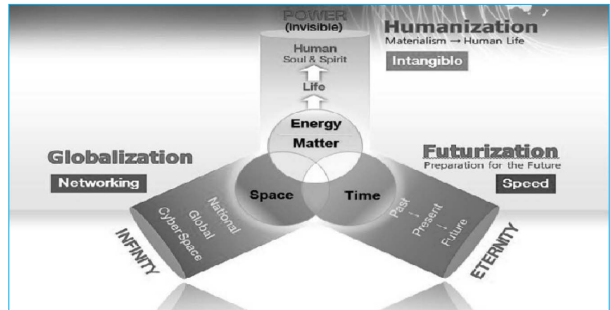 POWER
(Invisible)
Human
Soul & Spirit
Life
Energy
Matter
Humanization
Materialism → Human Life
Intangible
Globalization
Networking
Futurization
Preparation for the Future
Speed
Space
Time
National
Global
CyberSpace
INFINITY
Past
Present
Future
ETERNITY